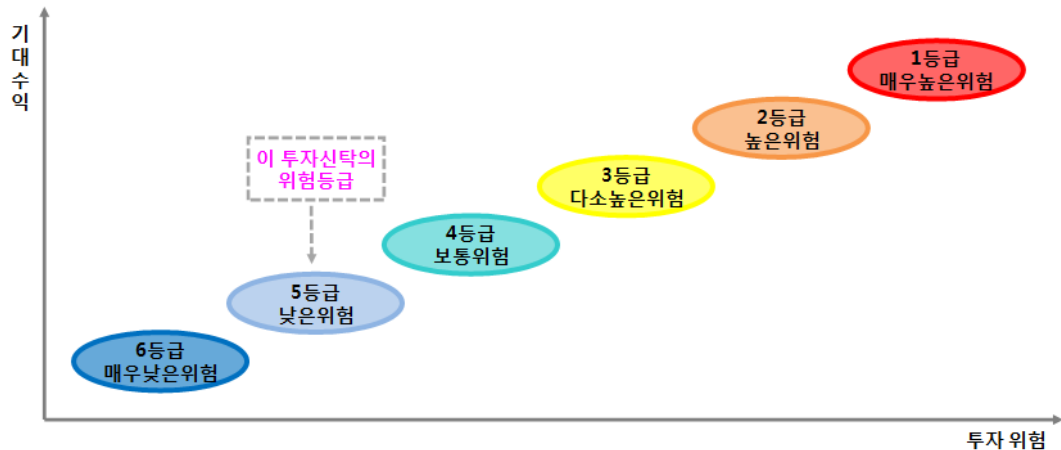 기대수익
1등급
매우높은위험
2등급
높은위험
이 투자신탁의
위험등급
3등급
다소높은위험
4등급
보통위험
5등급
낮은위험
6등급
매우낮은위험
투자 위험